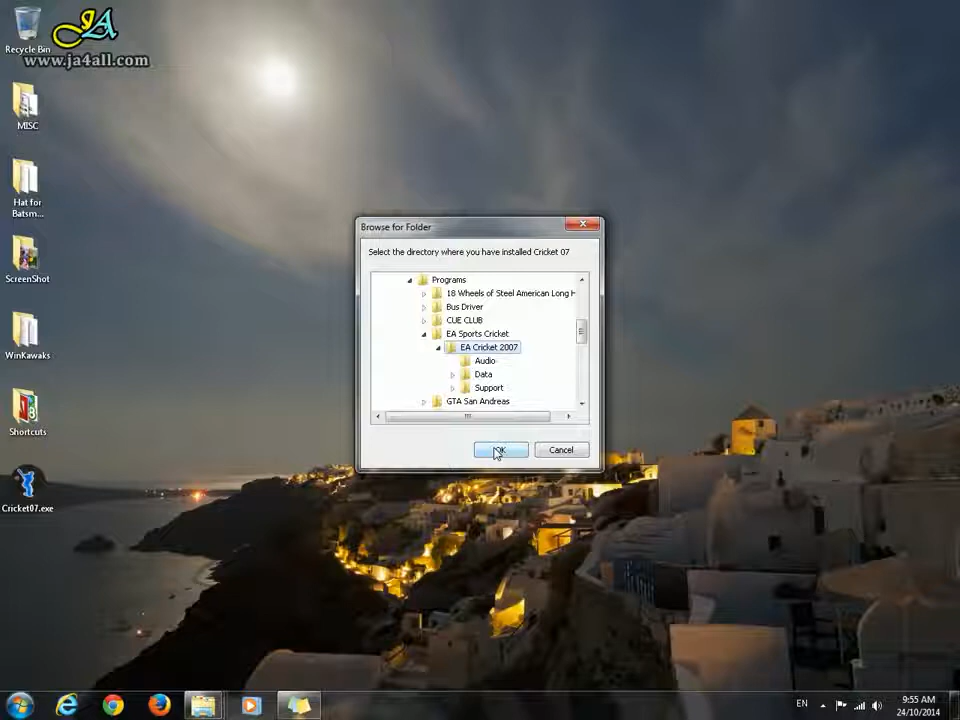 Recycle Bin
JA
www.ja4all.com
MISC
Hat for
Batsm...
ScreenShot
WinKawaks
Shortcuts
Cricket07.exe
Browse for Folder
Select the directory where you have installed Cricket 07
Programs
18 Wheels of Steel American Long H
Bus Driver
CUE CLUB
EA Sports Cricket
EA Cricket 2007
Audio
Data
Support
GTA San Andreas
OK
Cancel
EN
9:55 AM
24/10/2014